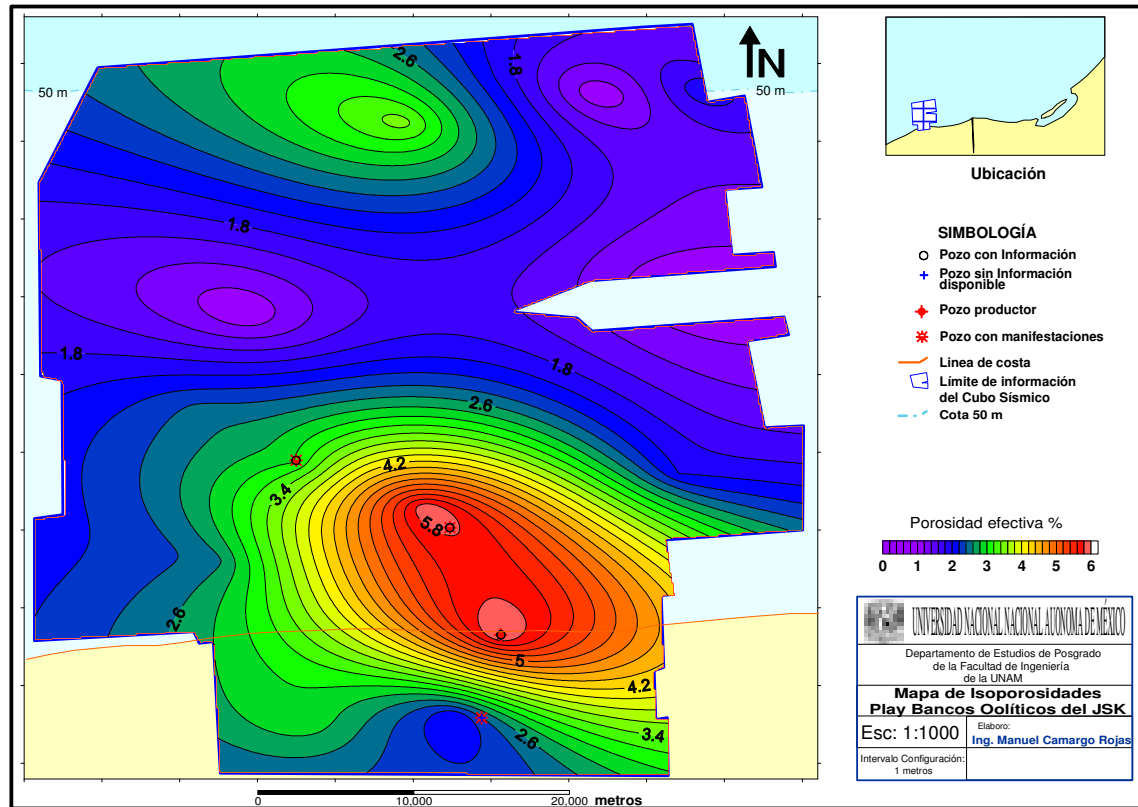 2.6
1.8
N
50 m
50 m
1.8
1.8
1.8
2.6
4.2
3.4
5.8
2.6
5
4.2
3.4
2.6
0
10,000
20,000
metros
Ubicación
SIMBOLOGÍA
Pozo con Información
Pozo sin Información
disponible
Pozo productor
Pozo con manifestaciones
Linea de costa
Límite de información
del Cubo Sísmico
Cota 50 m
Porosidad efectiva %
0 1 2 3 4 5 6
UNIVERSIDAD NACIONAL NACIONAL AUONOMA DE MÉXICO
Departamento de Estudios de Posgrado
de la Facultad de Ingeniería
de la UNAM
Mapa de Isoporosidades
Play Bancos Oolíticos del JSK
Esc: 1:1000
Elaboro:
Ing. Manuel Camargo Rojas
Intervalo Configuración:
1 metros